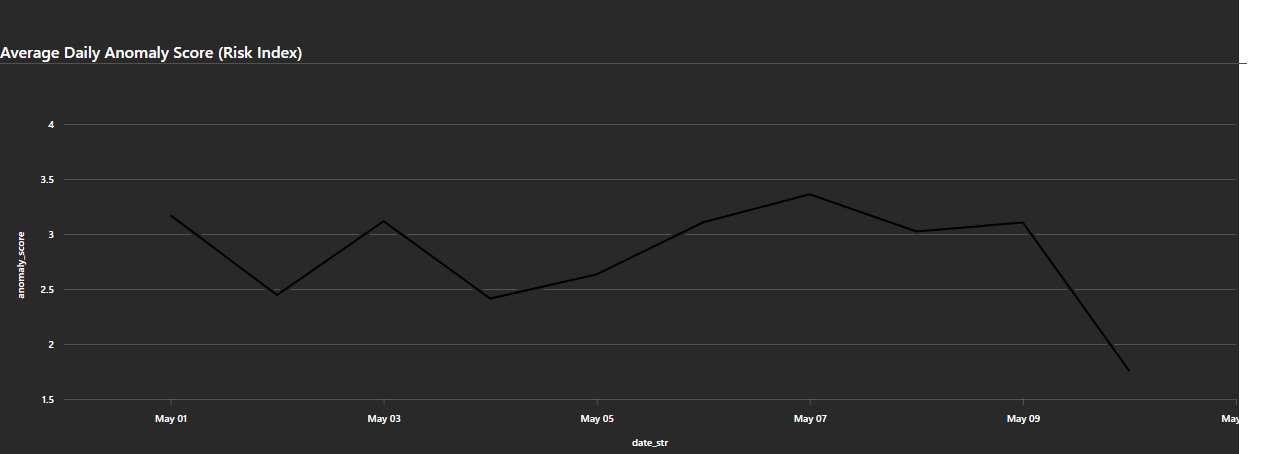 Average Daily Anomaly Score (Risk Index)
4
3.5
3
2.5
2
1.5
anomaly_score
May 01 May 03 May 05 May 07 May 09 May
date_str